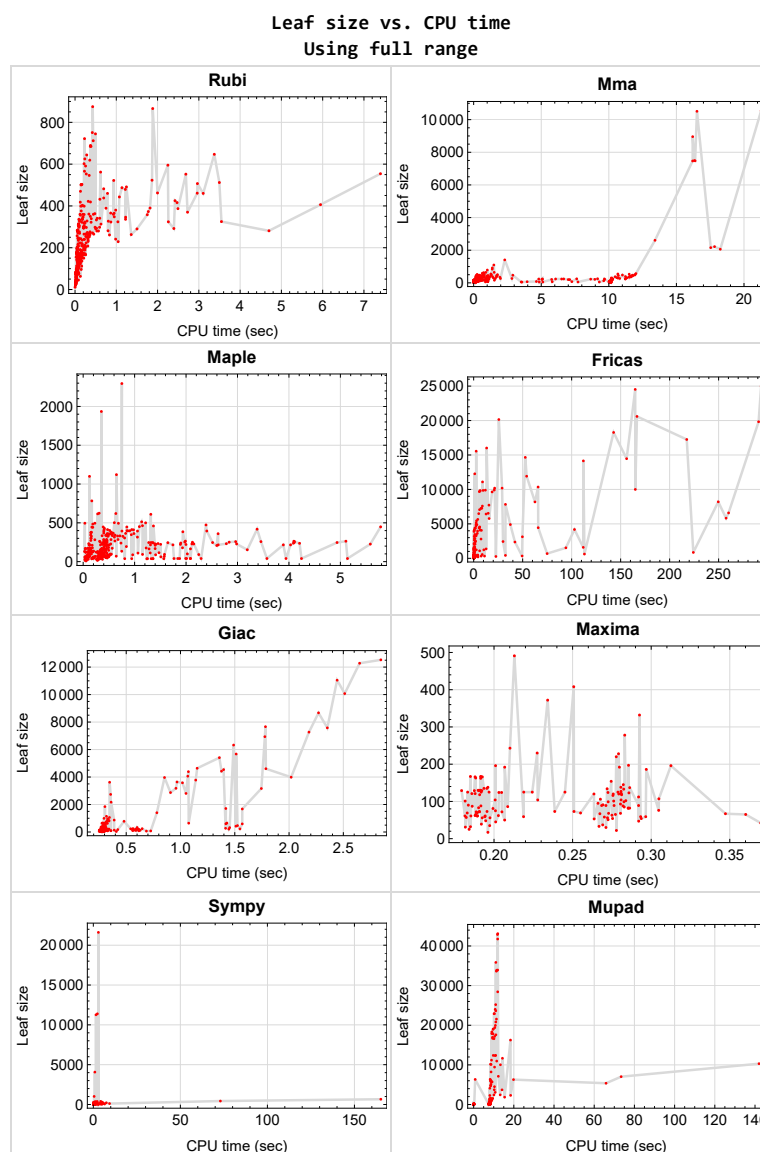 Leaf size vs. CPU time
Using full range
Rubi
Leaf size
800
600
400
200
0
0 1 2 3 4 5 6 7
CPU time (sec)
Mma
Leaf size
10 000
8000
6000
4000
2000
0
0 5 10 15 20
CPU time (sec)
Maple
Leaf size
2000
1500
1000
500
0
0 1 2 3 4 5
CPU time (sec)
Fricas
Leaf size
25 000
20 000
15 000
10 000
5000
0
0 50 100 150 200 250
CPU time (sec)
Giac
Leaf size
12 000
10 000
8000
6000
4000
2000
0
0.5 1.0 1.5 2.0 2.5
CPU time (sec)
Maxima
Leaf size
500
400
300
200
100
0
0.20 0.25 0.30 0.35
CPU time (sec)
Sympy
Leaf size
20 000
15 000
10 000
5000
0
0 50 100 150
CPU time (sec)
Mupad
Leaf size
40 000
30 000
20 000
10 000
0
0 20 40 60 80 100 120 140
CPU time (sec)